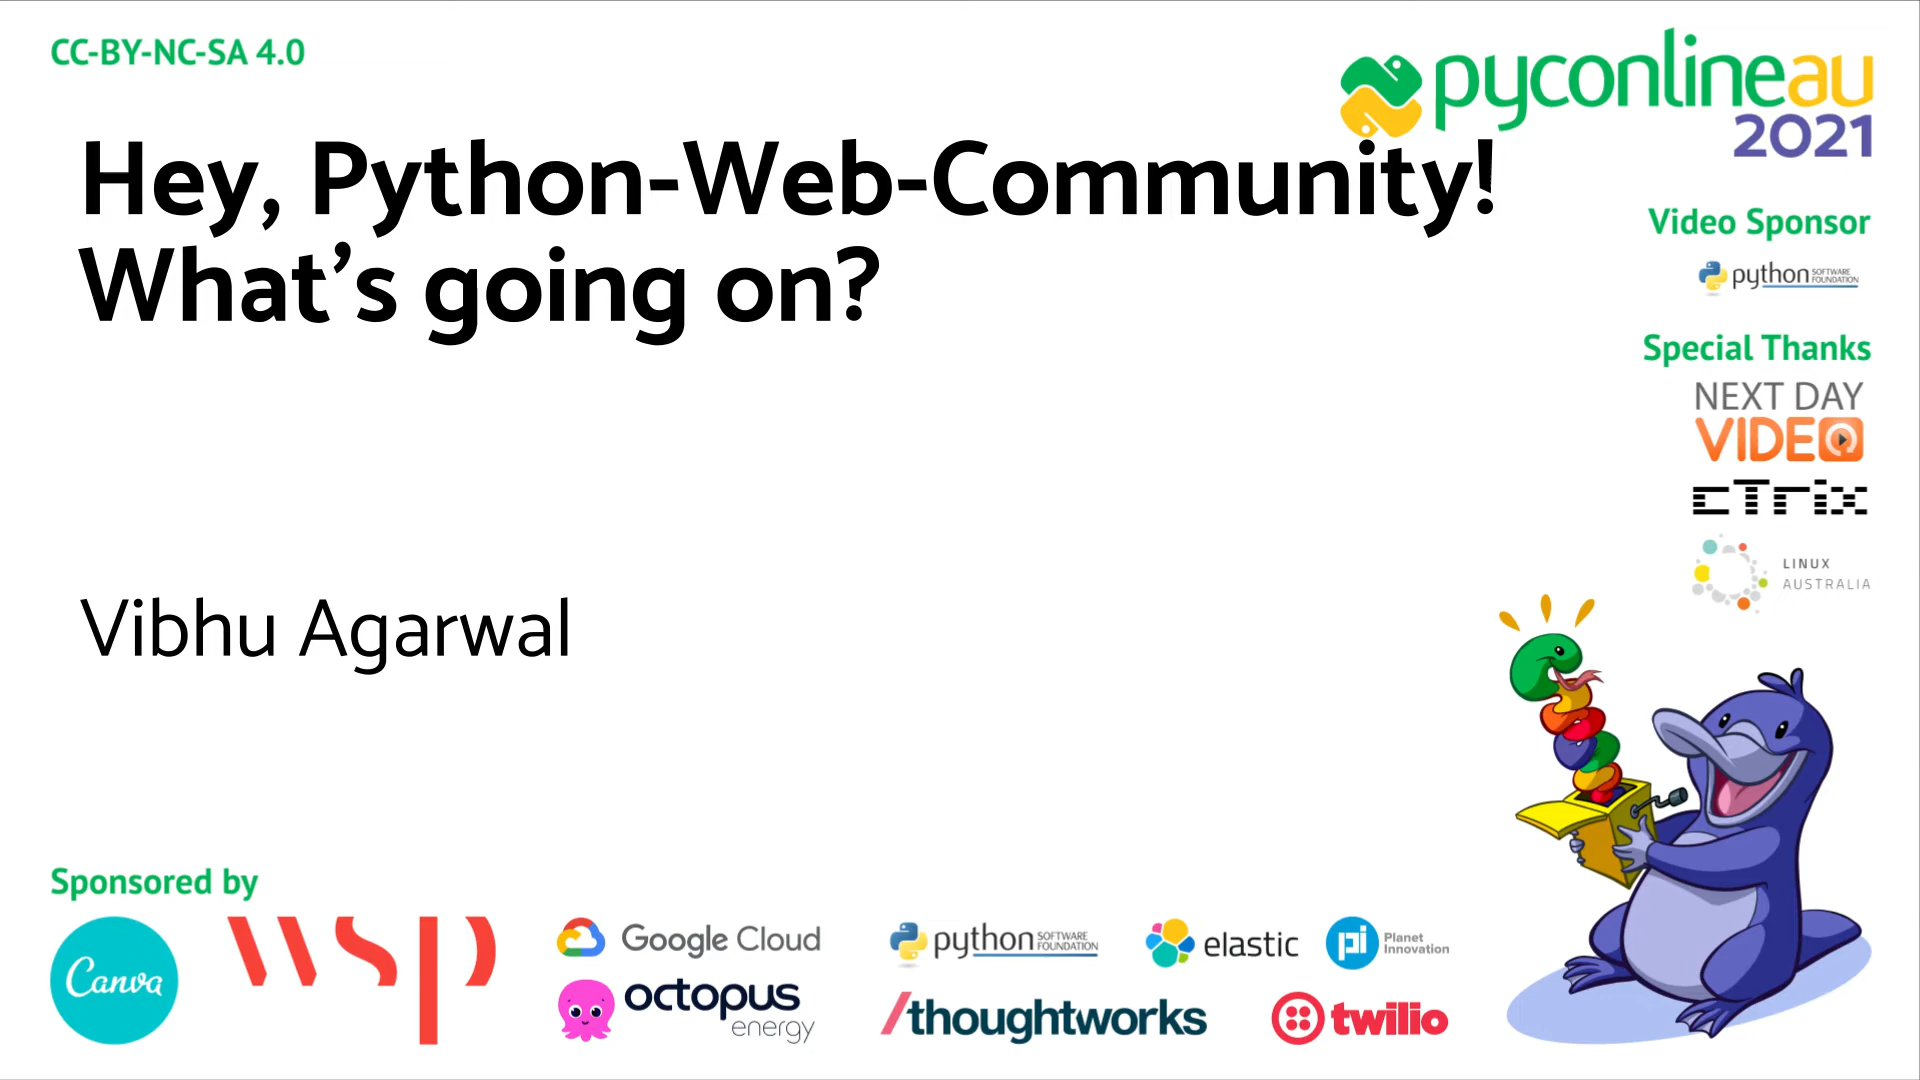 CC-BY-NC-SA 4.0
pyconlineau
2021
Hey, Python-Web-Community!
What's going on?
Video Sponsor
python SOFTWARE FOUNDATION
Special Thanks
NEXT DAY
VIDEO
cTrix
LINUX
AUSTRALIA
Vibhu Agarwal
Sponsored by
Canva
wsp
Google Cloud
python SOFTWARE FOUNDATION
elastic
pi Planet Innovation
octopus
energy
/thoughtworks
twilio